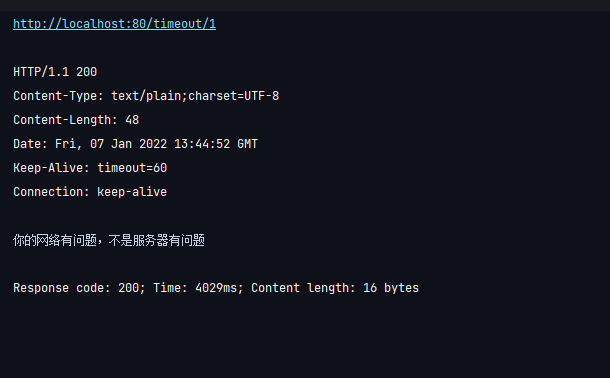 http://localhost:80/timeout/1
HTTP/1.1 200
Content-Type: text/plain;charset=UTF-8
Content-Length: 48
Date: Fri, 07 Jan 2022 13:44:52 GMT
Keep-Alive: timeout=60
Connection: keep-alive
你的网络有问题，不是服务器有问题
Response code: 200; Time: 4029ms; Content length: 16 bytes